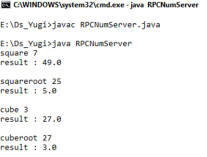 C:\WINDOWS\system32\cmd.exe - java RPCNumServer
E:\Ds_Yugi>javac RPCNumServer.java
E:\Ds_Yugi>java RPCNumServer
square 7
result : 49.0
squareroot 25
result : 5.0
cube 3
result : 27.0
cuberoot 27
result : 3.0